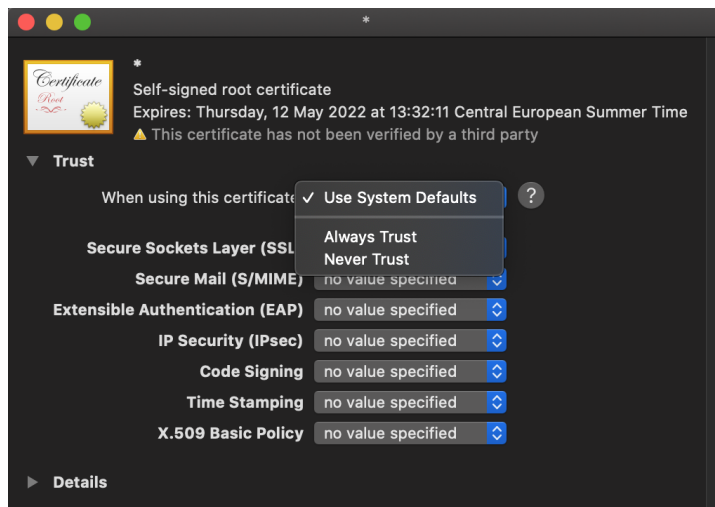 *
*
Certificate
Root
Self-signed root certificate
Expires: Thursday, 12 May 2022 at 13:32:11 Central European Summer Time
This certificate has not been verified by a third party
Trust
When using this certificate ✓ Use System Defaults ?
Always Trust
Never Trust
Secure Sockets Layer (SSL
Secure Mail (S/MIME) no value specified
Extensible Authentication (EAP) no value specified
IP Security (IPsec) no value specified
Code Signing no value specified
Time Stamping no value specified
X.509 Basic Policy no value specified
Details